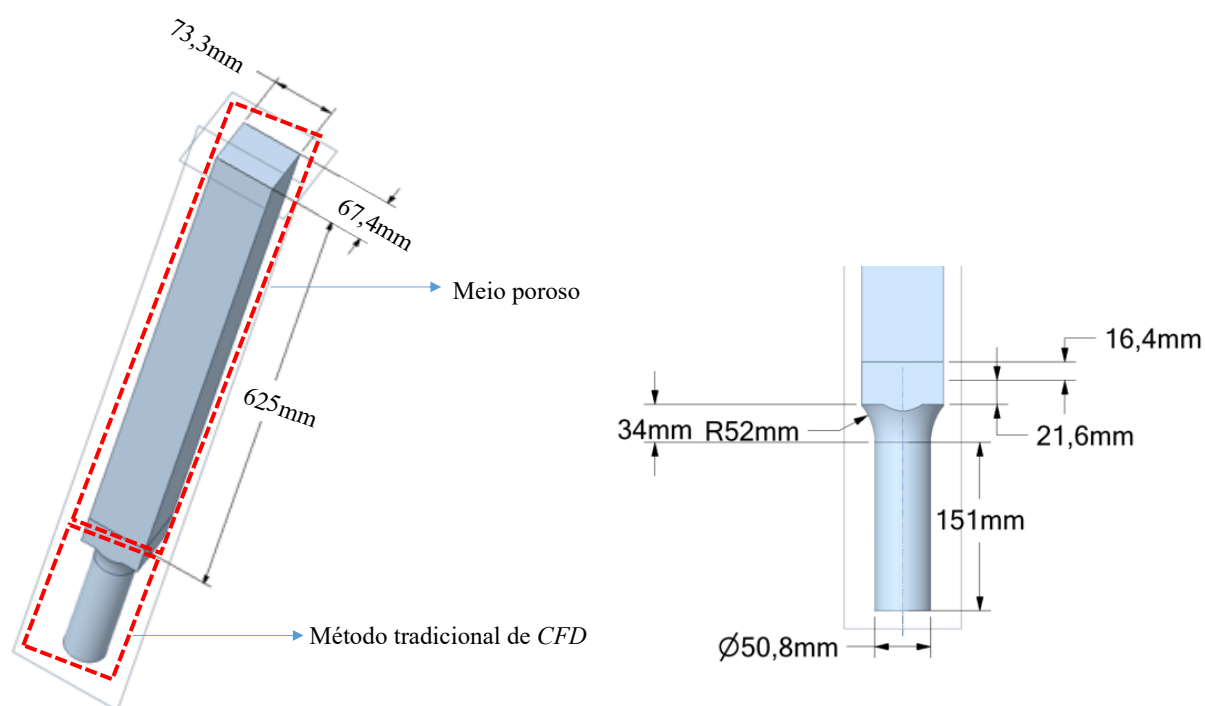 73,3mm
67,4mm
Meio poroso
625mm
Método tradicional de CFD
16,4mm
34mm R52mm
21,6mm
151mm
Ø50,8mm